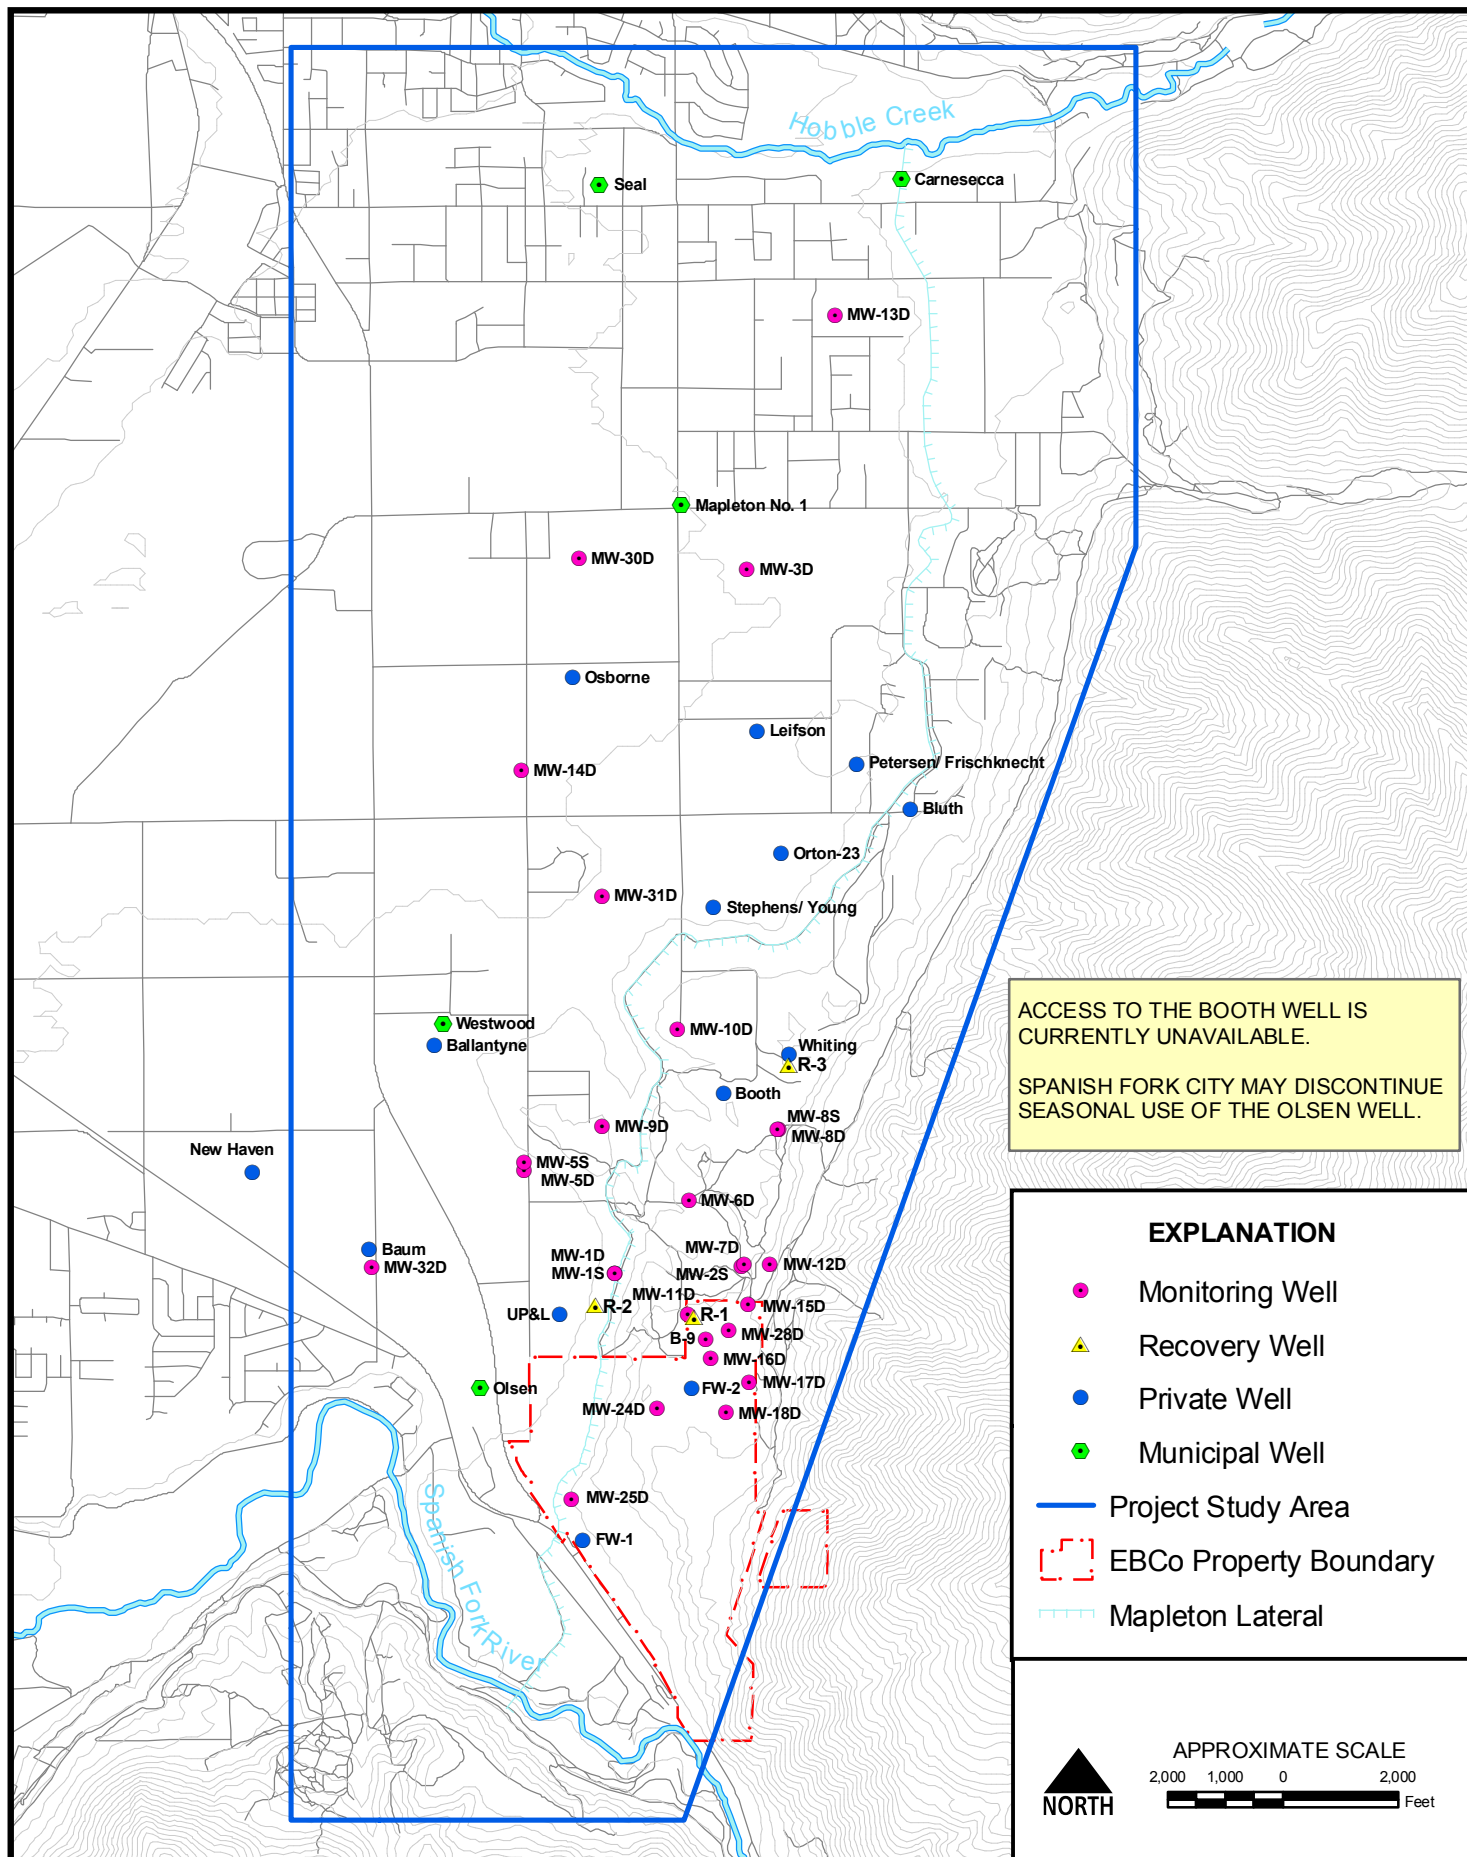 Hobble Creek
Seal
Carnesecca
MW-13D
Mapleton No. 1
MW-30D
MW-3D
Osborne
Leifson
Petersen/ Frischknecht
MW-14D
Bluth
Orton-23
MW-31D
Stephens/ Young
ACCESS TO THE BOOTH WELL IS
CURRENTLY UNAVAILABLE.
SPANISH FORK CITY MAY DISCONTINUE
SEASONAL USE OF THE OLSEN WELL.
Westwood
MW-10D
Ballantyne
Whiting
R-3
Booth
MW-8S
MW-8D
MW-9D
New Haven
MW-5S
MW-5D
MW-6D
Baum
MW-32D
MW-1D
MW-1S
MW-7D
MW-2S
MW-12D
MW-11D
R-2
UP&L
R-1
MW-15D
MW-28D
B-9
MW-16D
MW-17D
Olsen
FW-2
MW-24D
MW-18D
MW-25D
FW-1
Spanish Fork River
EXPLANATION
Monitoring Well
Recovery Well
Private Well
Municipal Well
Project Study Area
EBCo Property Boundary
Mapleton Lateral
NORTH
APPROXIMATE SCALE
2,000 1,000 0 2,000
Feet